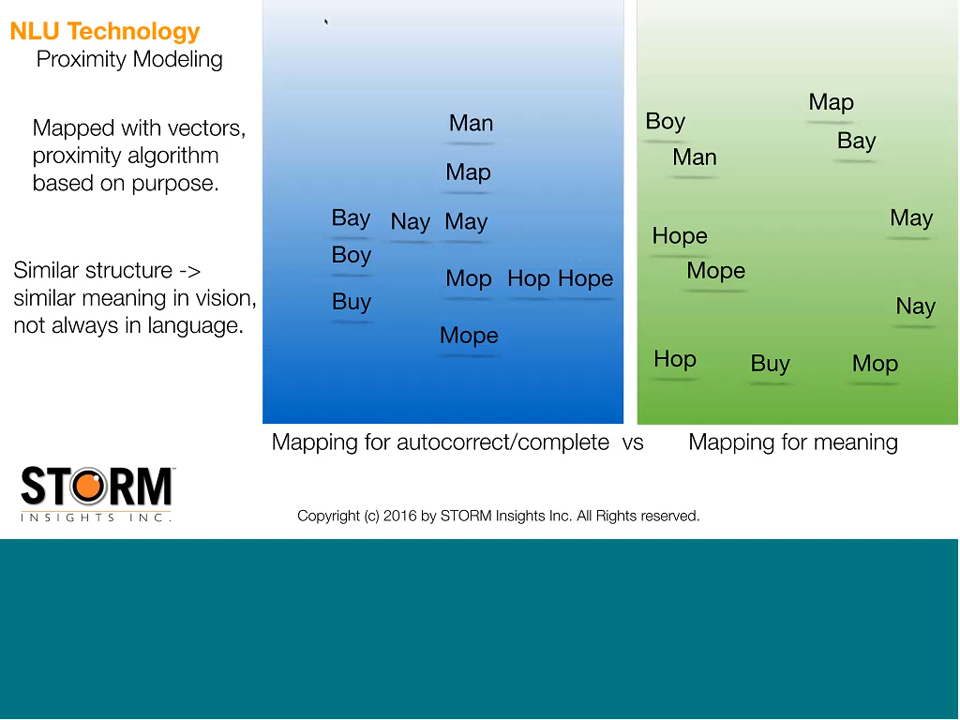 NLU Technology
Proximity Modeling
Mapped with vectors,
proximity algorithm
based on purpose.
Similar structure ->
similar meaning in vision,
not always in language.
Man
Map
Bay Nay May
Boy
Mop Hop Hope
Buy
Mope
Map
Boy
Bay
Man
May
Hope
Mope
Nay
Hop Buy Mop
Mapping for autocorrect/complete vs Mapping for meaning
STORM
INSIGHTS INC.
Copyright (c) 2016 by STORM Insights Inc. All Rights reserved.